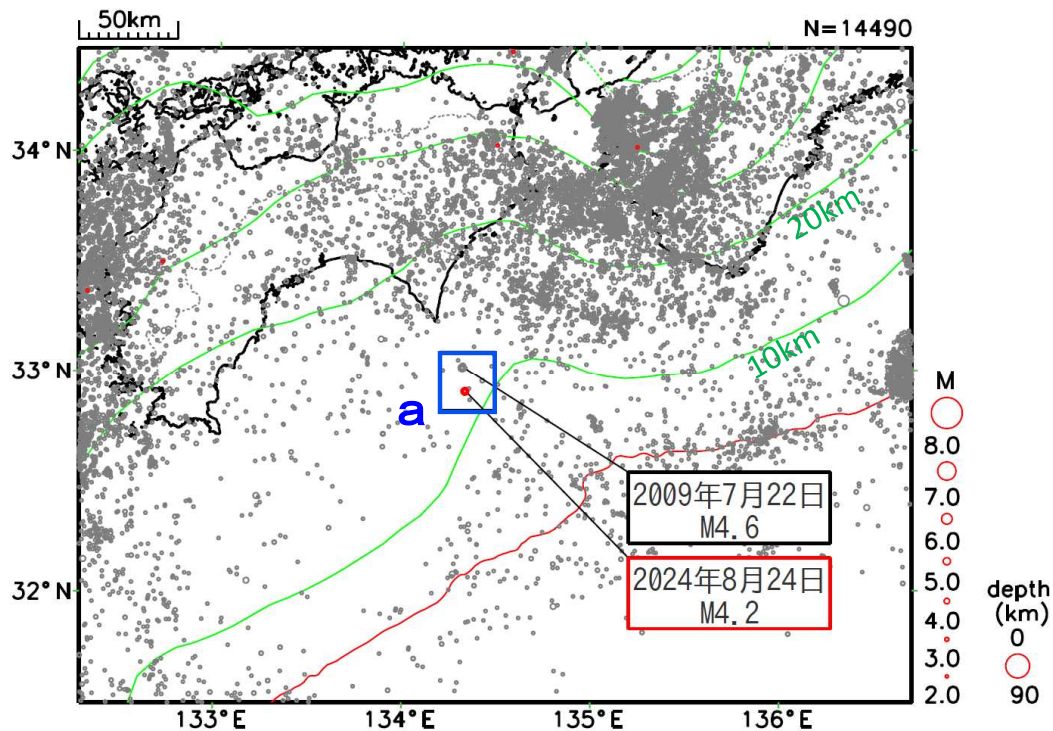 50km
N=14490
34°N
33°N
32°N
133°E
134°E
135°E
136°E
20km
10km
a
2009年7月22日
M4.6
2024年8月24日
M4.2
M
8.0
7.0
6.0
5.0
4.0
3.0
2.0
depth
(km)
0
90